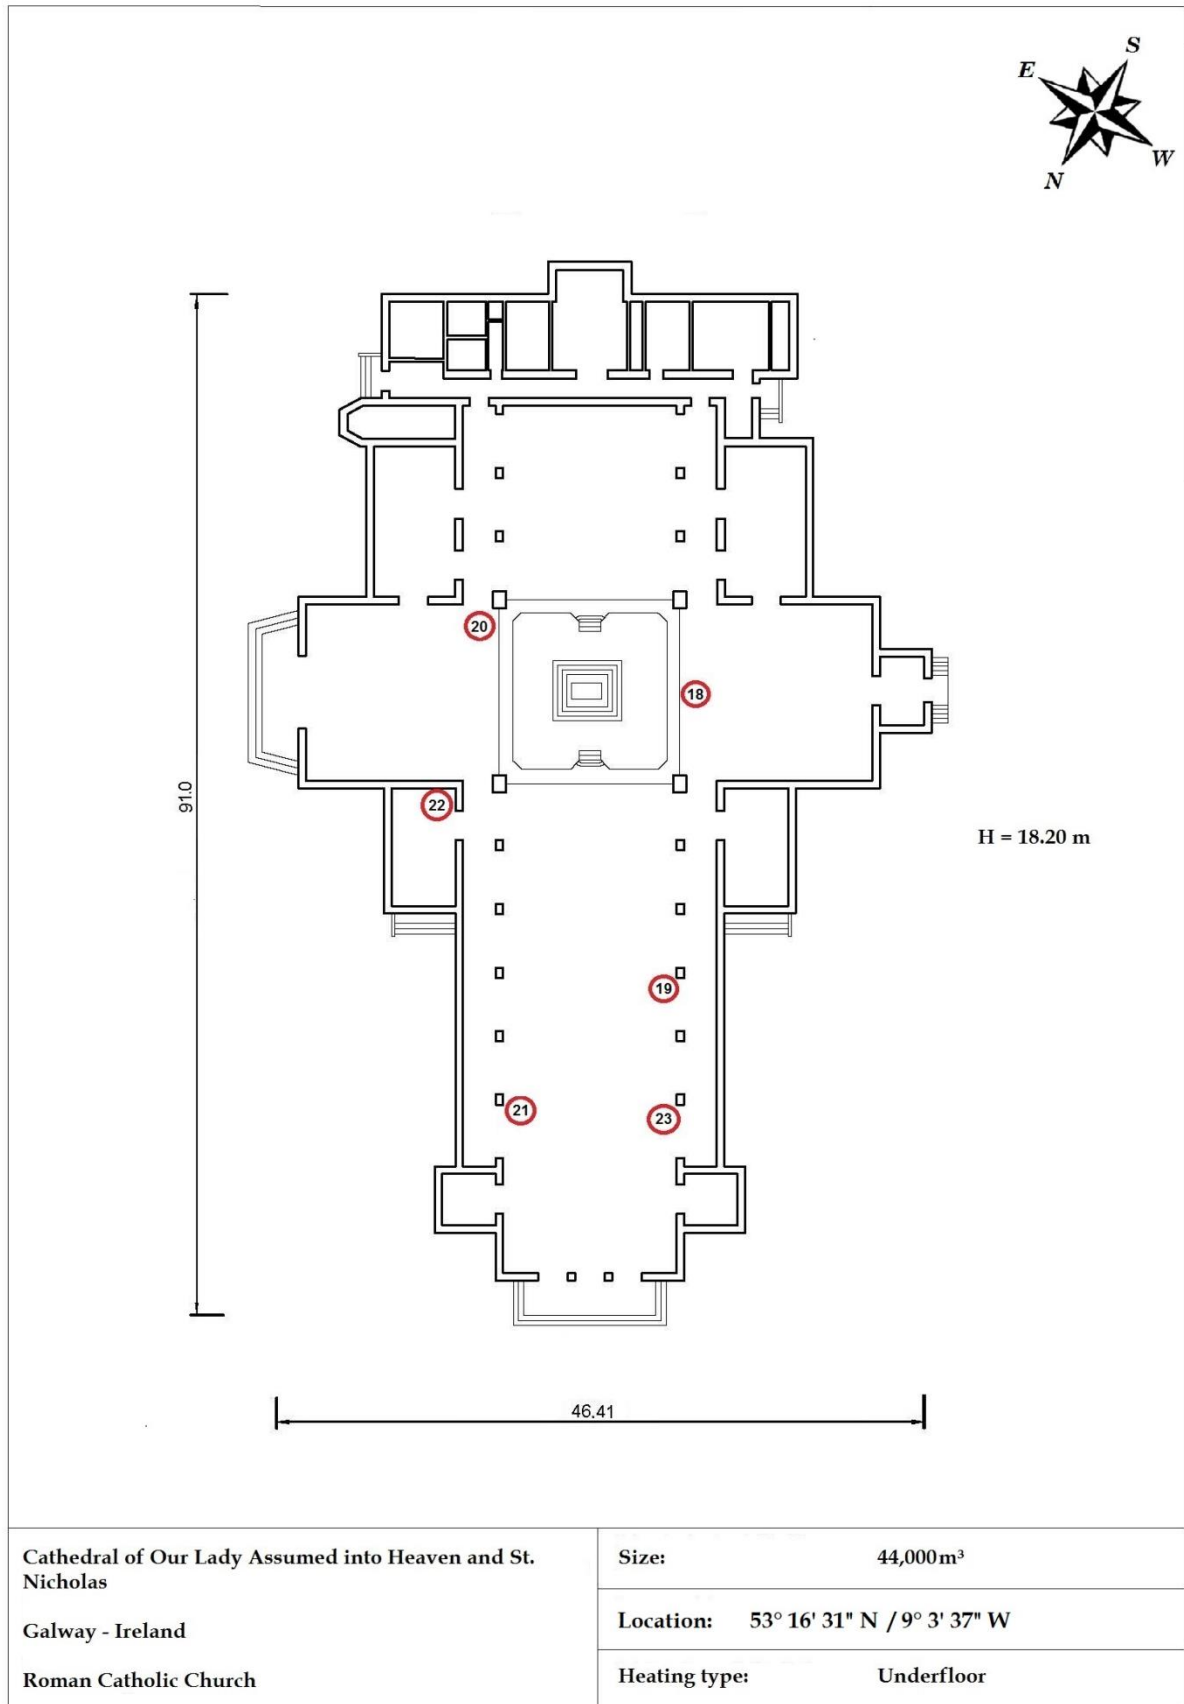 S
E
W
N
20
18
91.0
22
H = 18.20 m
19
21
23
46.41
Cathedral of Our Lady Assumed into Heaven and St.
Nicholas
Galway - Ireland
Roman Catholic Church
Size: 44,000m³
Location: 53° 16' 31" N / 9° 3' 37" W
Heating type: Underfloor